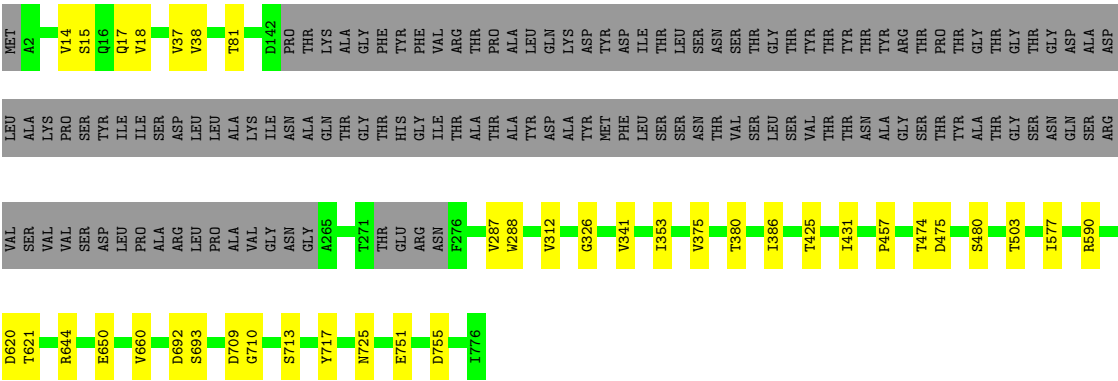 MET A2 V14 S15 Q16 Q17 V18 V37 V38 T81 D142 PRO THR LYS ALA GLY PHE TYR PHE VAL ARG THR PRO ALA LEU GLN LYS ASP TYR ASP ILE THR LEU SER ASN SER THR GLY THR TYR THR TYR THR TYR ARG THR PRO THR GLY THR GLY THR GLY ASP ALA ASP
LEU ALA LYS PRO SER TYR ILE ILE SER ASP LEU LEU ALA LYS ILE ASN ALA GLN THR GLY THR HIS GLY ILE THR ALA THR ALA TYR ASP ALA TYR MET PHE LEU SER SER ASN THR VAL SER LEU SER VAL THR THR ASN ALA GLY SER THR TYR ALA THR GLY SER ASN GLN SER ARG
VAL SER VAL VAL SER ASP LEU PRO ALA ARG LEU PRO ALA VAL GLY ASN GLY A265 T271 THR GLU ARG ASN F276 V287 W288 V312 G326 V341 I353 V375 T380 I386 T425 I431 P457 T474 D475 S480 T503 I577 R590
D620 T621 R644 E650 V660 D692 S693 D709 G710 S713 Y717 N725 E751 D755 I776